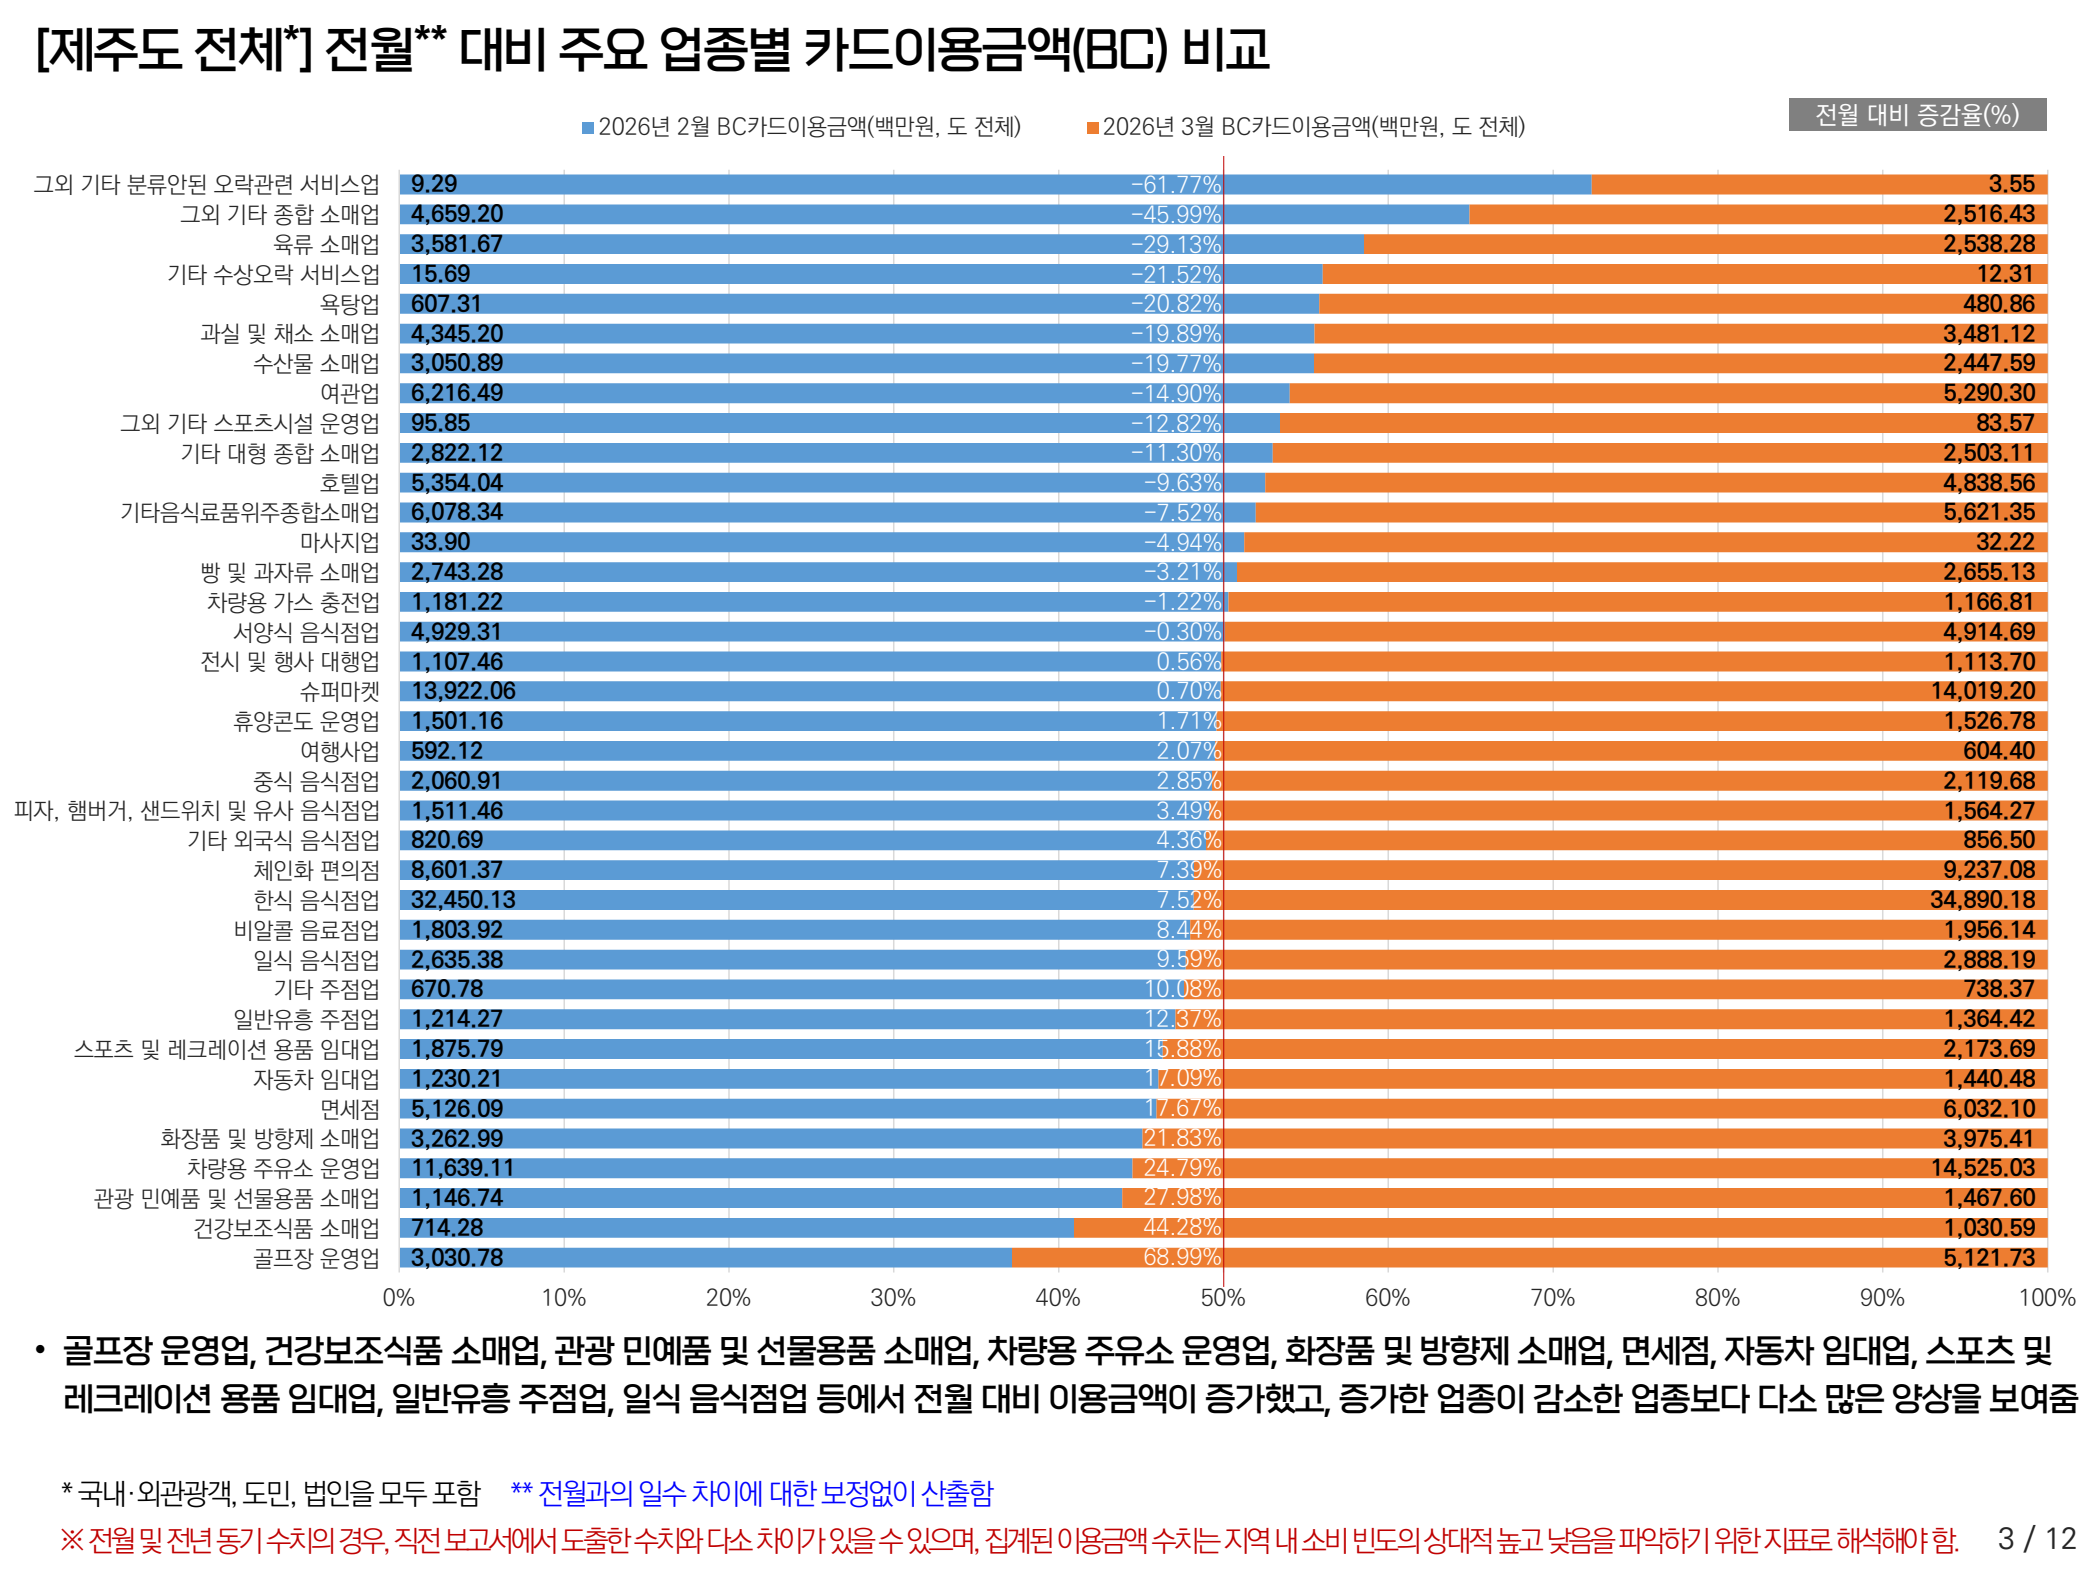 [제주도 전체*] 전월** 대비 주요 업종별 카드이용금액(BC) 비교
2026년 2월 BC카드이용금액(백만원, 도 전체) 2026년 3월 BC카드이용금액(백만원, 도 전체)
전월 대비 증감율(%)
그외 기타 분류안된 오락관련 서비스업 9.29 -61.77% 3.55
그외 기타 종합 소매업 4,659.20 -45.99% 2,516.43
육류 소매업 3,581.67 -29.13% 2,538.28
기타 수상오락 서비스업 15.69 -21.52% 12.31
욕탕업 607.31 -20.82% 480.86
과실 및 채소 소매업 4,345.20 -19.89% 3,481.12
수산물 소매업 3,050.89 -19.77% 2,447.59
여관업 6,216.49 -14.90% 5,290.30
그외 기타 스포츠시설 운영업 95.85 -12.82% 83.57
기타 대형 종합 소매업 2,822.12 -11.30% 2,503.11
호텔업 5,354.04 -9.63% 4,838.56
기타음식료품위주종합소매업 6,078.34 -7.52% 5,621.35
마사지업 33.90 -4.94% 32.22
빵 및 과자류 소매업 2,743.28 -3.21% 2,655.13
차량용 가스 충전업 1,181.22 -1.22% 1,166.81
서양식 음식점업 4,929.31 -0.30% 4,914.69
전시 및 행사 대행업 1,107.46 0.56% 1,113.70
슈퍼마켓 13,922.06 0.70% 14,019.20
휴양콘도 운영업 1,501.16 1.71% 1,526.78
여행사업 592.12 2.07% 604.40
중식 음식점업 2,060.91 2.85% 2,119.68
피자, 햄버거, 샌드위치 및 유사 음식점업 1,511.46 3.49% 1,564.27
기타 외국식 음식점업 820.69 4.36% 856.50
체인화 편의점 8,601.37 7.39% 9,237.08
한식 음식점업 32,450.13 7.52% 34,890.18
비알콜 음료점업 1,803.92 8.44% 1,956.14
일식 음식점업 2,635.38 9.59% 2,888.19
기타 주점업 670.78 10.08% 738.37
일반유흥 주점업 1,214.27 12.37% 1,364.42
스포츠 및 레크레이션 용품 임대업 1,875.79 15.88% 2,173.69
자동차 임대업 1,230.21 17.09% 1,440.48
면세점 5,126.09 17.67% 6,032.10
화장품 및 방향제 소매업 3,262.99 21.83% 3,975.41
차량용 주유소 운영업 11,639.11 24.79% 14,525.03
관광 민예품 및 선물용품 소매업 1,146.74 27.98% 1,467.60
건강보조식품 소매업 714.28 44.28% 1,030.59
골프장 운영업 3,030.78 68.99% 5,121.73
0% 10% 20% 30% 40% 50% 60% 70% 80% 90% 100%
• 골프장 운영업, 건강보조식품 소매업, 관광 민예품 및 선물용품 소매업, 차량용 주유소 운영업, 화장품 및 방향제 소매업, 면세점, 자동차 임대업, 스포츠 및
레크레이션 용품 임대업, 일반유흥 주점업, 일식 음식점업 등에서 전월 대비 이용금액이 증가했고, 증가한 업종이 감소한 업종보다 다소 많은 양상을 보여줌
* 국내·외관광객, 도민, 법인을 모두 포함 ** 전월과의 일수 차이에 대한 보정없이 산출함
※ 전월 및 전년 동기 수치의 경우, 직전 보고서에서 도출한 수치와 다소 차이가 있을 수 있으며, 집계된 이용금액 수치는 지역 내 소비 빈도의 상대적 높고 낮음을 파악하기 위한 지표로 해석해야 함.
3 / 12